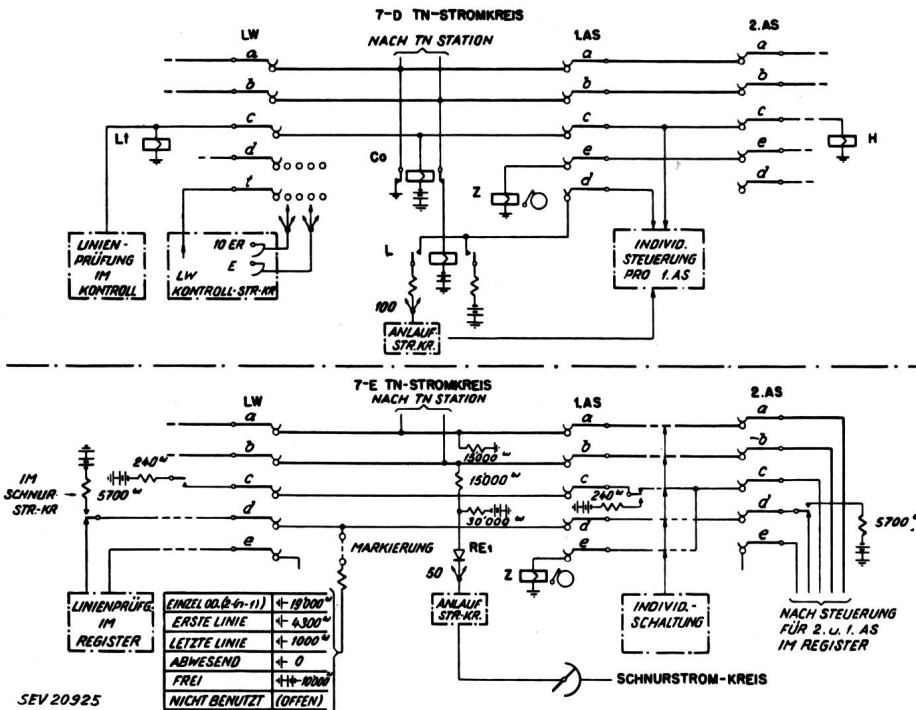 7-D TN-STROMKREIS
LW
NACH TN STATION
1.AS
2.AS
a
a
a
b
b
b
c
c
c
Lt
Co
H
d
e
e
t
Z
d
d
LINIEN-
PRÜFUNG
IM
KONTROLL
10 ER
E
LW
KONTROLL-STR-KR
L
100
ANLAUF
STR.KR.
INDIVID.
STEUERUNG
PRO 1.AS
7-E TN-STROMKREIS
LW
NACH TN STATION
1.AS
2.AS
a
a
a
b
15000 ω
b
b
240 ω
c
15'000 ω
c
c
IM
SCHNUR-
STR-KR
5700 ω
240 ω
d
30'000 ω
d
d
5700 ω
MARKIERUNG
RE1
e
e
e
50
Z
LINIENPRÜFG.
IM
REGISTER
EINZEL OD.(2-(n-1)) 19'000 ω
ERSTE LINIE 4300 ω
LETZTE LINIE 1000 ω
ABWESEND 0
FREI 10'000 ω
NICHT BENUTZT (OFFEN)
ANLAUF
STR-KR.
INDIVID.-
SCHALTUNG
NACH STEUERUNG
FÜR 2. u. 1. AS
IM REGISTER
SCHNURSTROM-KREIS
SEV 20925